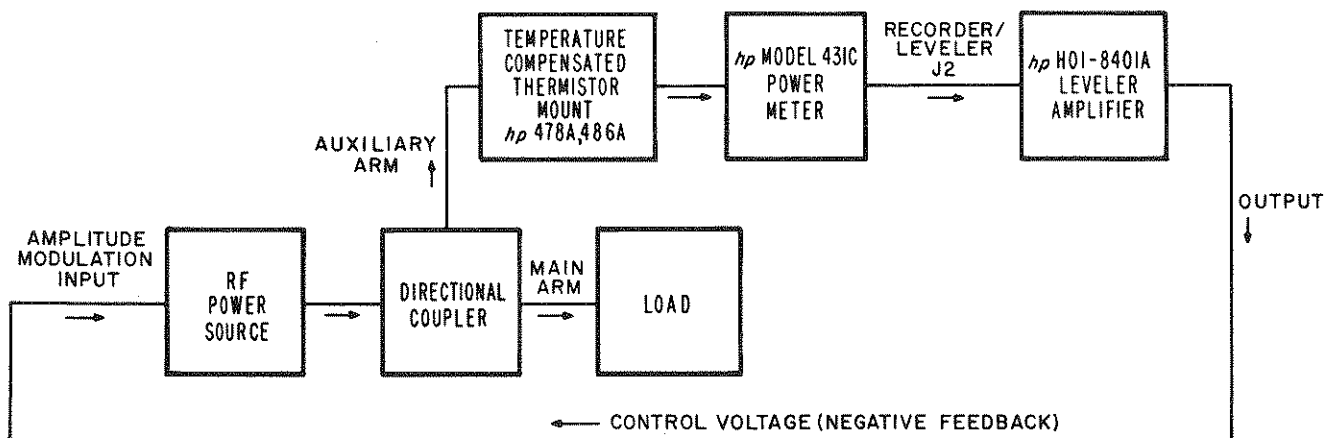 TEMPERATURE
COMPENSATED
THERMISTOR
MOUNT
hp 478A,486A
hp MODEL 431C
POWER
METER
RECORDER/
LEVELER
J2
hp HO1-8401A
LEVELER
AMPLIFIER
AUXILIARY
ARM
OUTPUT
AMPLITUDE
MODULATION
INPUT
RF
POWER
SOURCE
DIRECTIONAL
COUPLER
MAIN
ARM
LOAD
CONTROL VOLTAGE (NEGATIVE FEEDBACK)